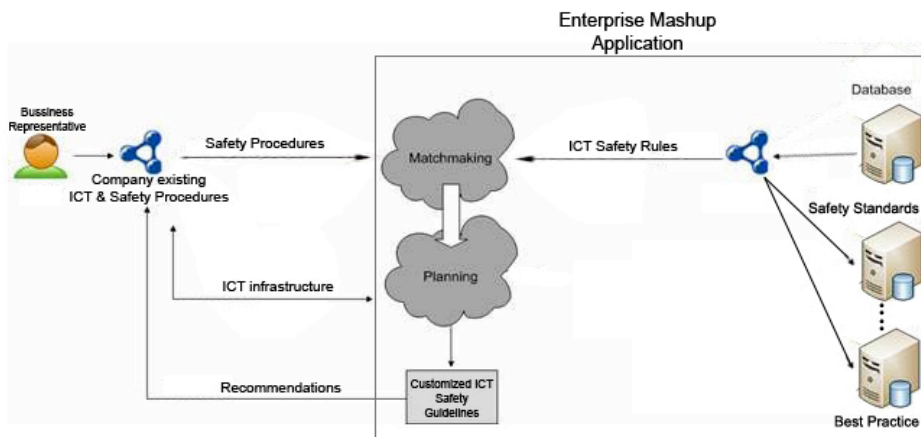 Enterprise Mashup
Application
Bussiness
Representative
Safety Procedures
Company existing
ICT & Safety Procedures
Matchmaking
ICT Safety Rules
Database
Safety Standards
Planning
ICT infrastructure
Recommendations
Customized ICT
Safety
Guidelines
Best Practice